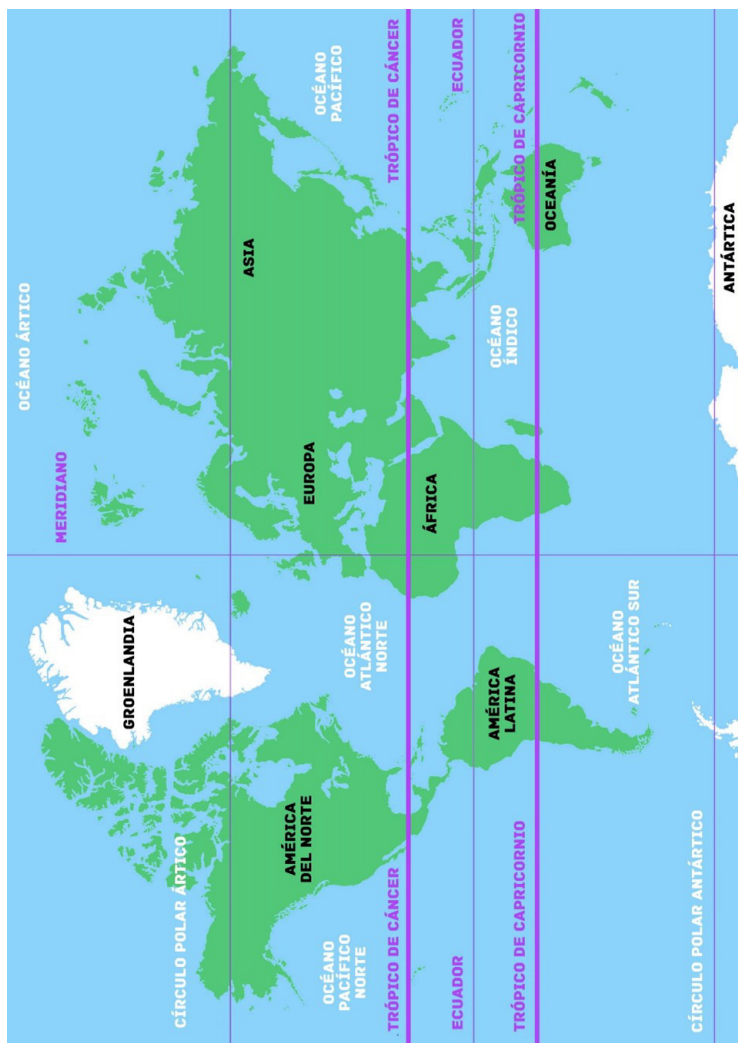 OCÉANO ÁRTICO
MERIDIANO
GROENLANDIA
CÍRCULO POLAR ÁRTICO
ASIA
AMÉRICA
DEL NORTE
EUROPA
OCÉANO
PACÍFICO
NORTE
OCÉANO
ATLÁNTICO
NORTE
OCÉANO
PACÍFICO
TRÓPICO DE CÁNCER
TRÓPICO DE CÁNCER
ÁFRICA
ECUADOR
ECUADOR
AMÉRICA
LATINA
OCÉANO
ÍNDICO
TRÓPICO DE CAPRICORNIO
TRÓPICO DE CAPRICORNIO
OCEANÍA
OCÉANO
ATLÁNTICO SUR
CÍRCULO POLAR ANTÁRTICO
ANTÁRTICA